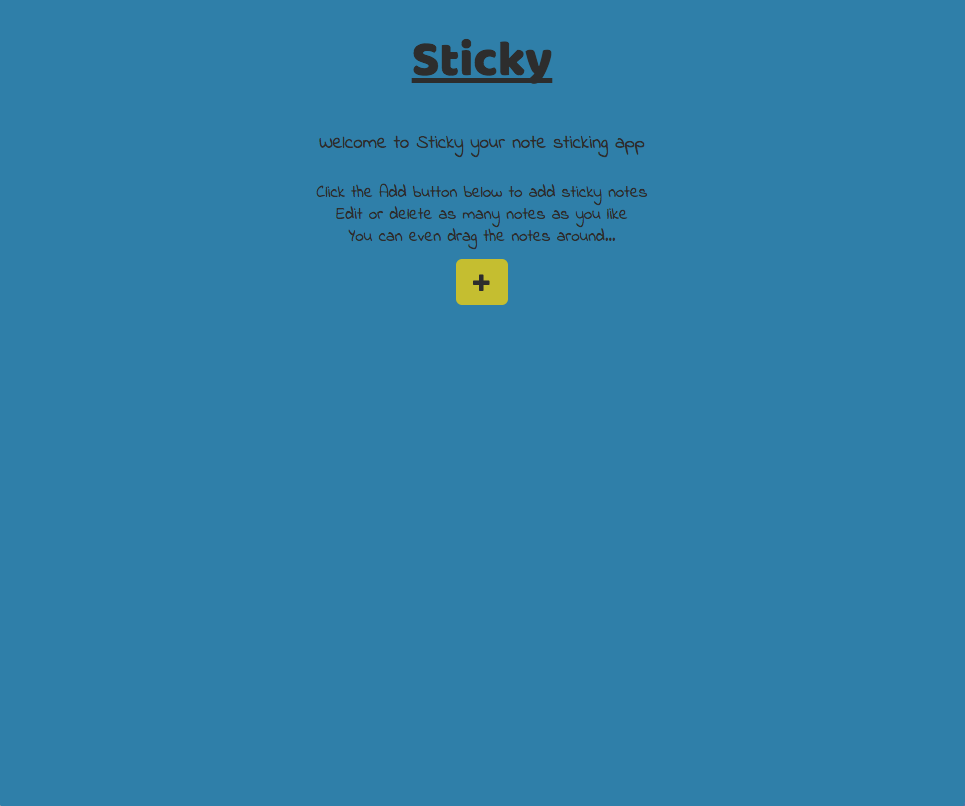 Sticky
Welcome to Sticky your note sticking app
Click the Add button below to add sticky notes
Edit or delete as many notes as you like
You can even drag the notes around...